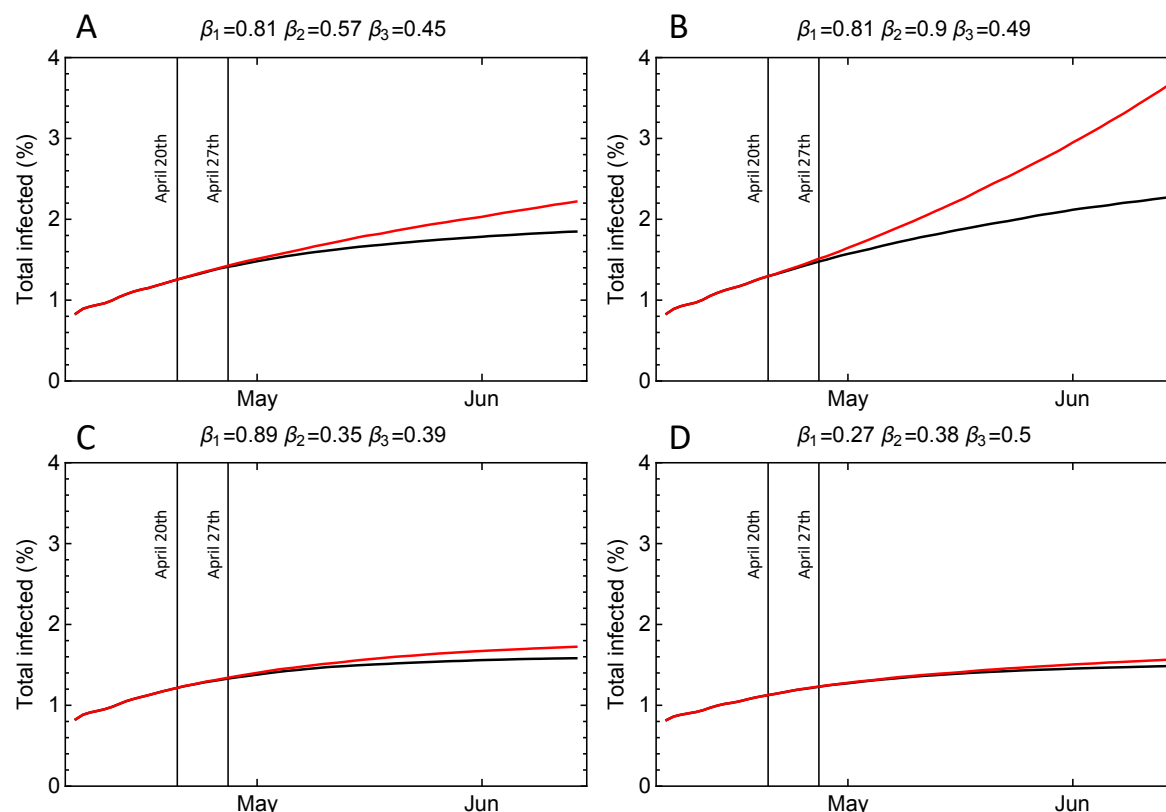 A
β1=0.81 β2=0.57 β3=0.45
4
3
2
1
0
Total infected (%)
April 20th
April 27th
May
Jun
B
β1=0.81 β2=0.9 β3=0.49
4
3
2
1
0
Total infected (%)
April 20th
April 27th
May
Jun
C
β1=0.89 β2=0.35 β3=0.39
4
3
2
1
0
Total infected (%)
April 20th
April 27th
May
Jun
D
β1=0.27 β2=0.38 β3=0.5
4
3
2
1
0
Total infected (%)
April 20th
April 27th
May
Jun